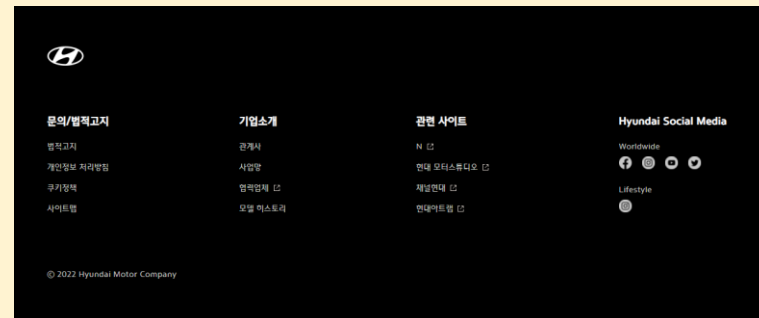 문의/법적고지
법적고지
개인정보 처리방침
쿠키정책
사이트맵
기업소개
관계사
사업망
협력업체
모델 히스토리
관련 사이트
N
현대 모터스튜디오
채널현대
현대아트랩
Hyundai Social Media
Worldwide
Lifestyle
© 2022 Hyundai Motor Company